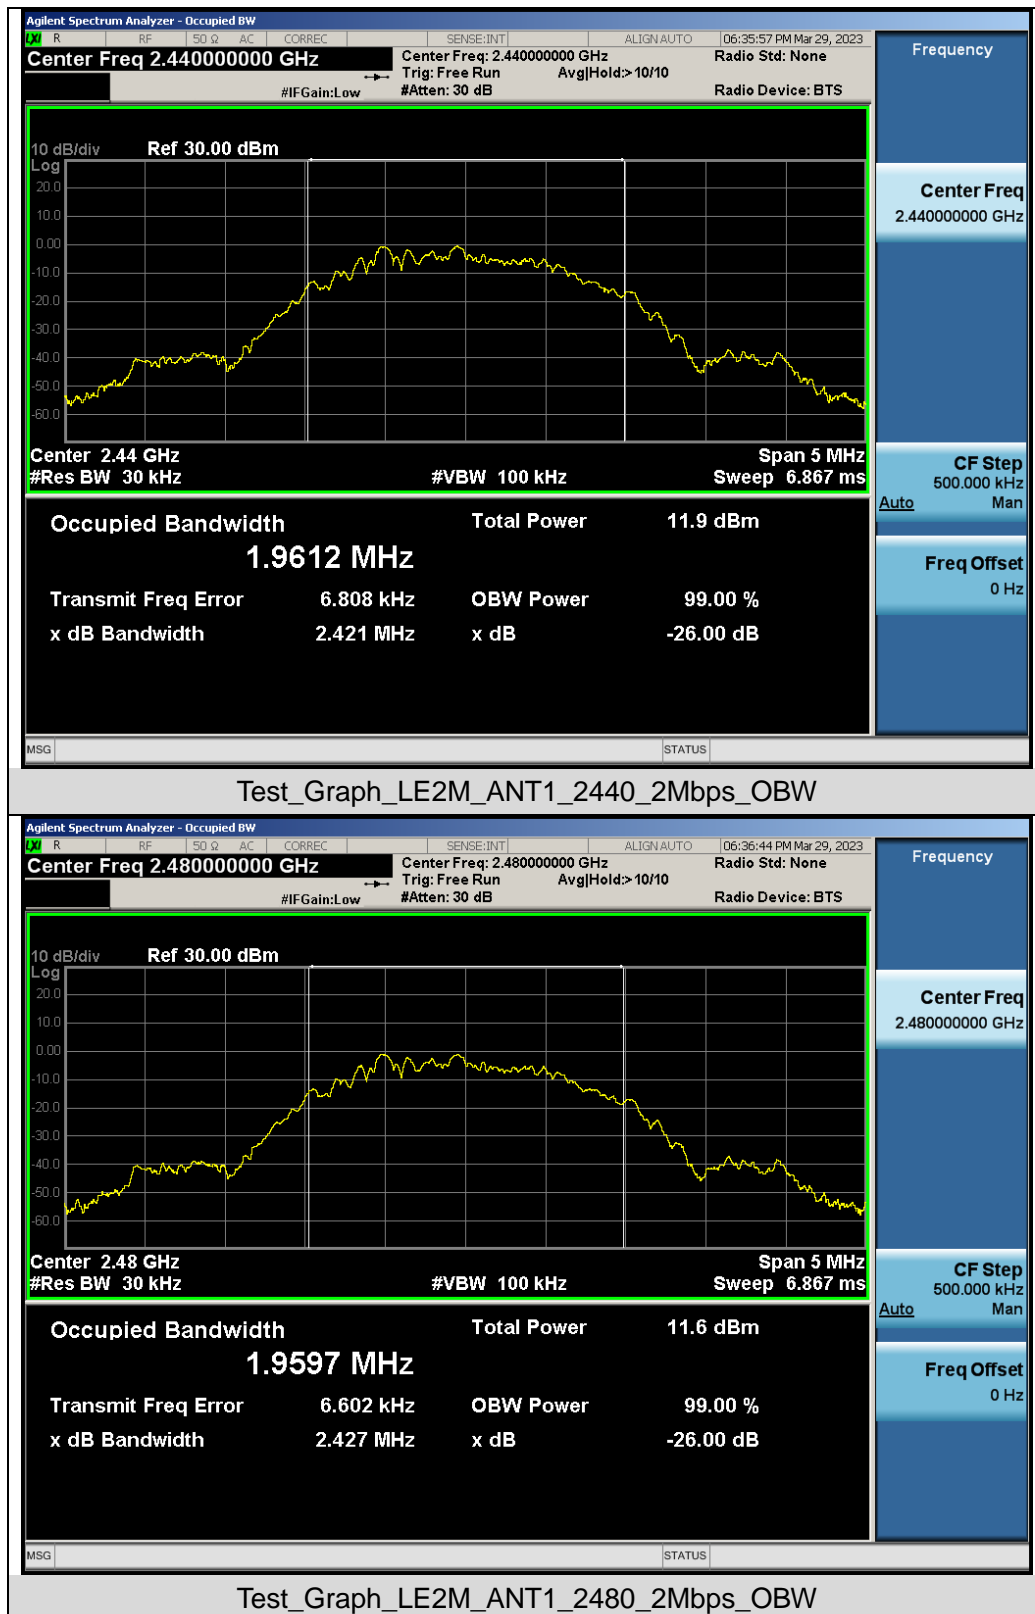 Agilent Spectrum Analyzer - Occupied BW
LXI R RF 50 Ω AC CORREC SENSE:INT ALIGN AUTO 06:35:57 PM Mar 29, 2023
Center Freq 2.440000000 GHz Center Freq: 2.440000000 GHz Radio Std: None
Trig: Free Run Avg|Hold:> 10/10
#IFGain:Low #Atten: 30 dB Radio Device: BTS
Frequency
10 dB/div Ref 30.00 dBm
Log
20.0
10.0
0.00
-10.0
-20.0
-30.0
-40.0
-50.0
-60.0
Center 2.44 GHz Span 5 MHz
#Res BW 30 kHz #VBW 100 kHz Sweep 6.867 ms
Center Freq
2.440000000 GHz
CF Step
500.000 kHz
Auto Man
Freq Offset
0 Hz
Occupied Bandwidth Total Power 11.9 dBm
1.9612 MHz
Transmit Freq Error 6.808 kHz OBW Power 99.00 %
x dB Bandwidth 2.421 MHz x dB -26.00 dB
MSG STATUS
Test_Graph_LE2M_ANT1_2440_2Mbps_OBW
Agilent Spectrum Analyzer - Occupied BW
LXI R RF 50 Ω AC CORREC SENSE:INT ALIGN AUTO 06:36:44 PM Mar 29, 2023
Center Freq 2.480000000 GHz Center Freq: 2.480000000 GHz Radio Std: None
Trig: Free Run Avg|Hold:> 10/10
#IFGain:Low #Atten: 30 dB Radio Device: BTS
Frequency
10 dB/div Ref 30.00 dBm
Log
20.0
10.0
0.00
-10.0
-20.0
-30.0
-40.0
-50.0
-60.0
Center 2.48 GHz Span 5 MHz
#Res BW 30 kHz #VBW 100 kHz Sweep 6.867 ms
Center Freq
2.480000000 GHz
CF Step
500.000 kHz
Auto Man
Freq Offset
0 Hz
Occupied Bandwidth Total Power 11.6 dBm
1.9597 MHz
Transmit Freq Error 6.602 kHz OBW Power 99.00 %
x dB Bandwidth 2.427 MHz x dB -26.00 dB
MSG STATUS
Test_Graph_LE2M_ANT1_2480_2Mbps_OBW